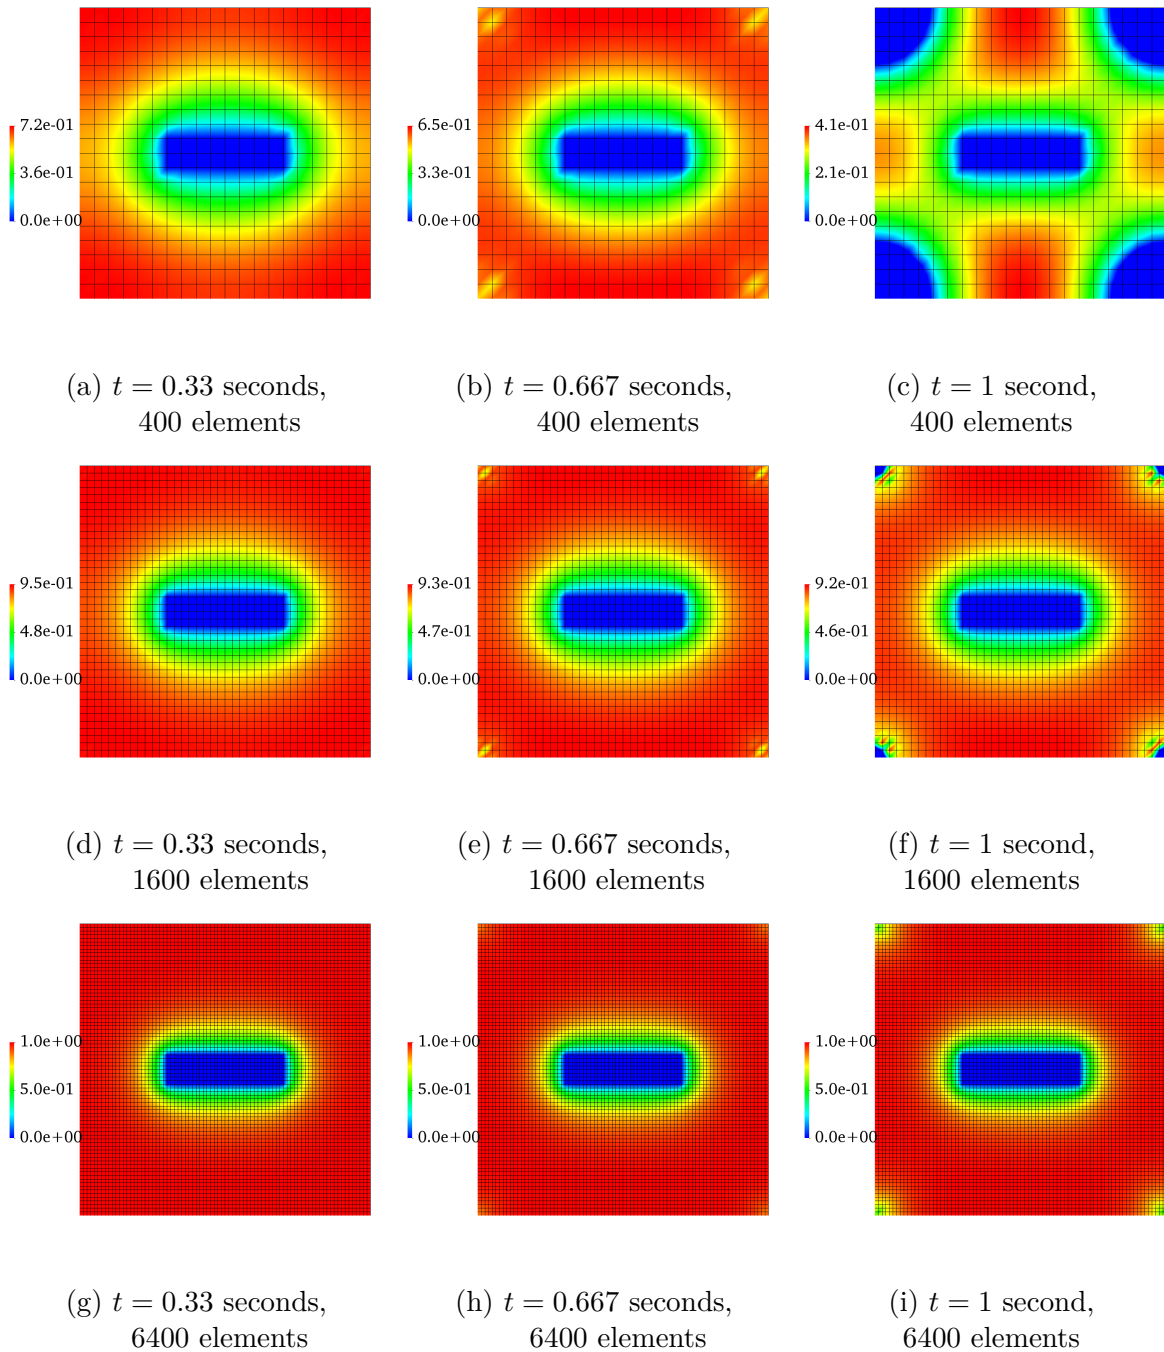 7.2e-01
3.6e-01
0.0e+00
6.5e-01
3.3e-01
0.0e+00
4.1e-01
2.1e-01
0.0e+00
(a) t = 0.33 seconds,
400 elements
(b) t = 0.667 seconds,
400 elements
(c) t = 1 second,
400 elements
9.5e-01
4.8e-01
0.0e+00
9.3e-01
4.7e-01
0.0e+00
9.2e-01
4.6e-01
0.0e+00
(d) t = 0.33 seconds,
1600 elements
(e) t = 0.667 seconds,
1600 elements
(f) t = 1 second,
1600 elements
1.0e+00
5.0e-01
0.0e+00
1.0e+00
5.0e-01
0.0e+00
1.0e+00
5.0e-01
0.0e+00
(g) t = 0.33 seconds,
6400 elements
(h) t = 0.667 seconds,
6400 elements
(i) t = 1 second,
6400 elements